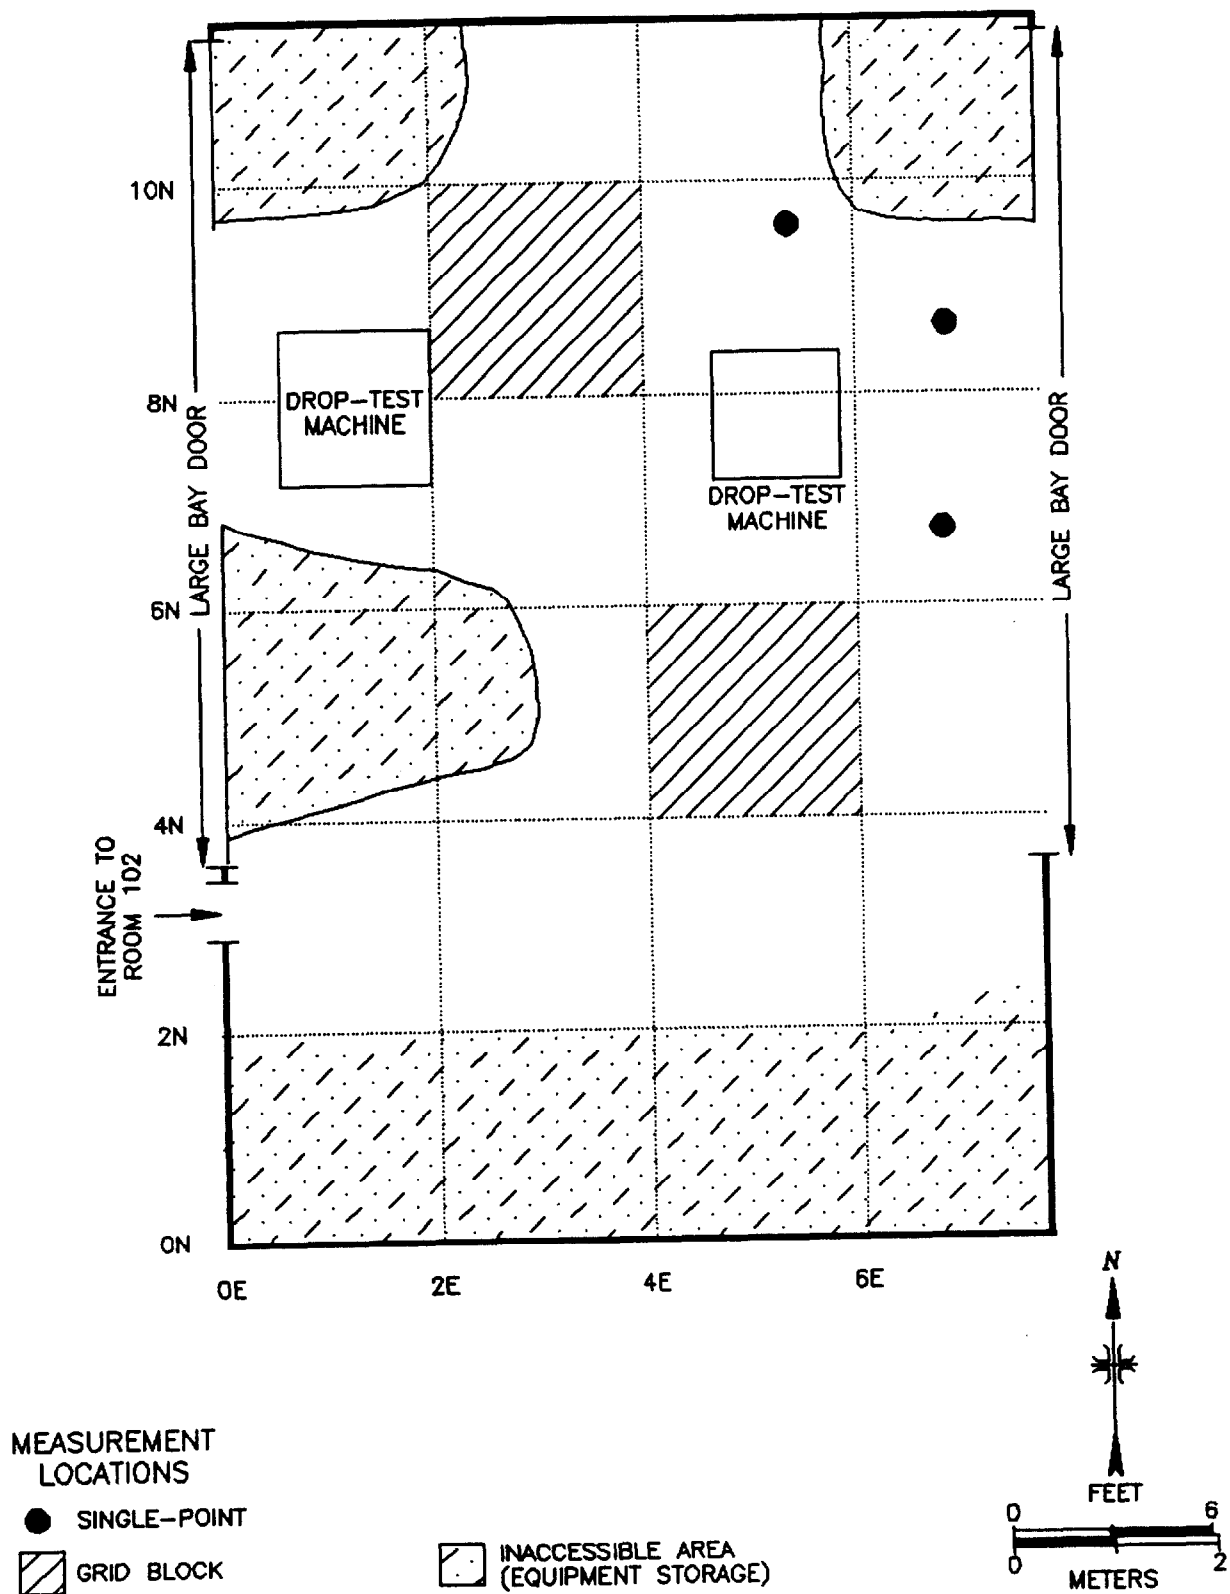 10N
8N
DROP-TEST
MACHINE
DROP-TEST
MACHINE
LARGE BAY DOOR
LARGE BAY DOOR
6N
4N
ENTRANCE TO
ROOM 102
2N
0N
0E
2E
4E
6E
N
MEASUREMENT
LOCATIONS
SINGLE-POINT
GRID BLOCK
INACCESSIBLE AREA
(EQUIPMENT STORAGE)
FEET
0 6
0 2
METERS